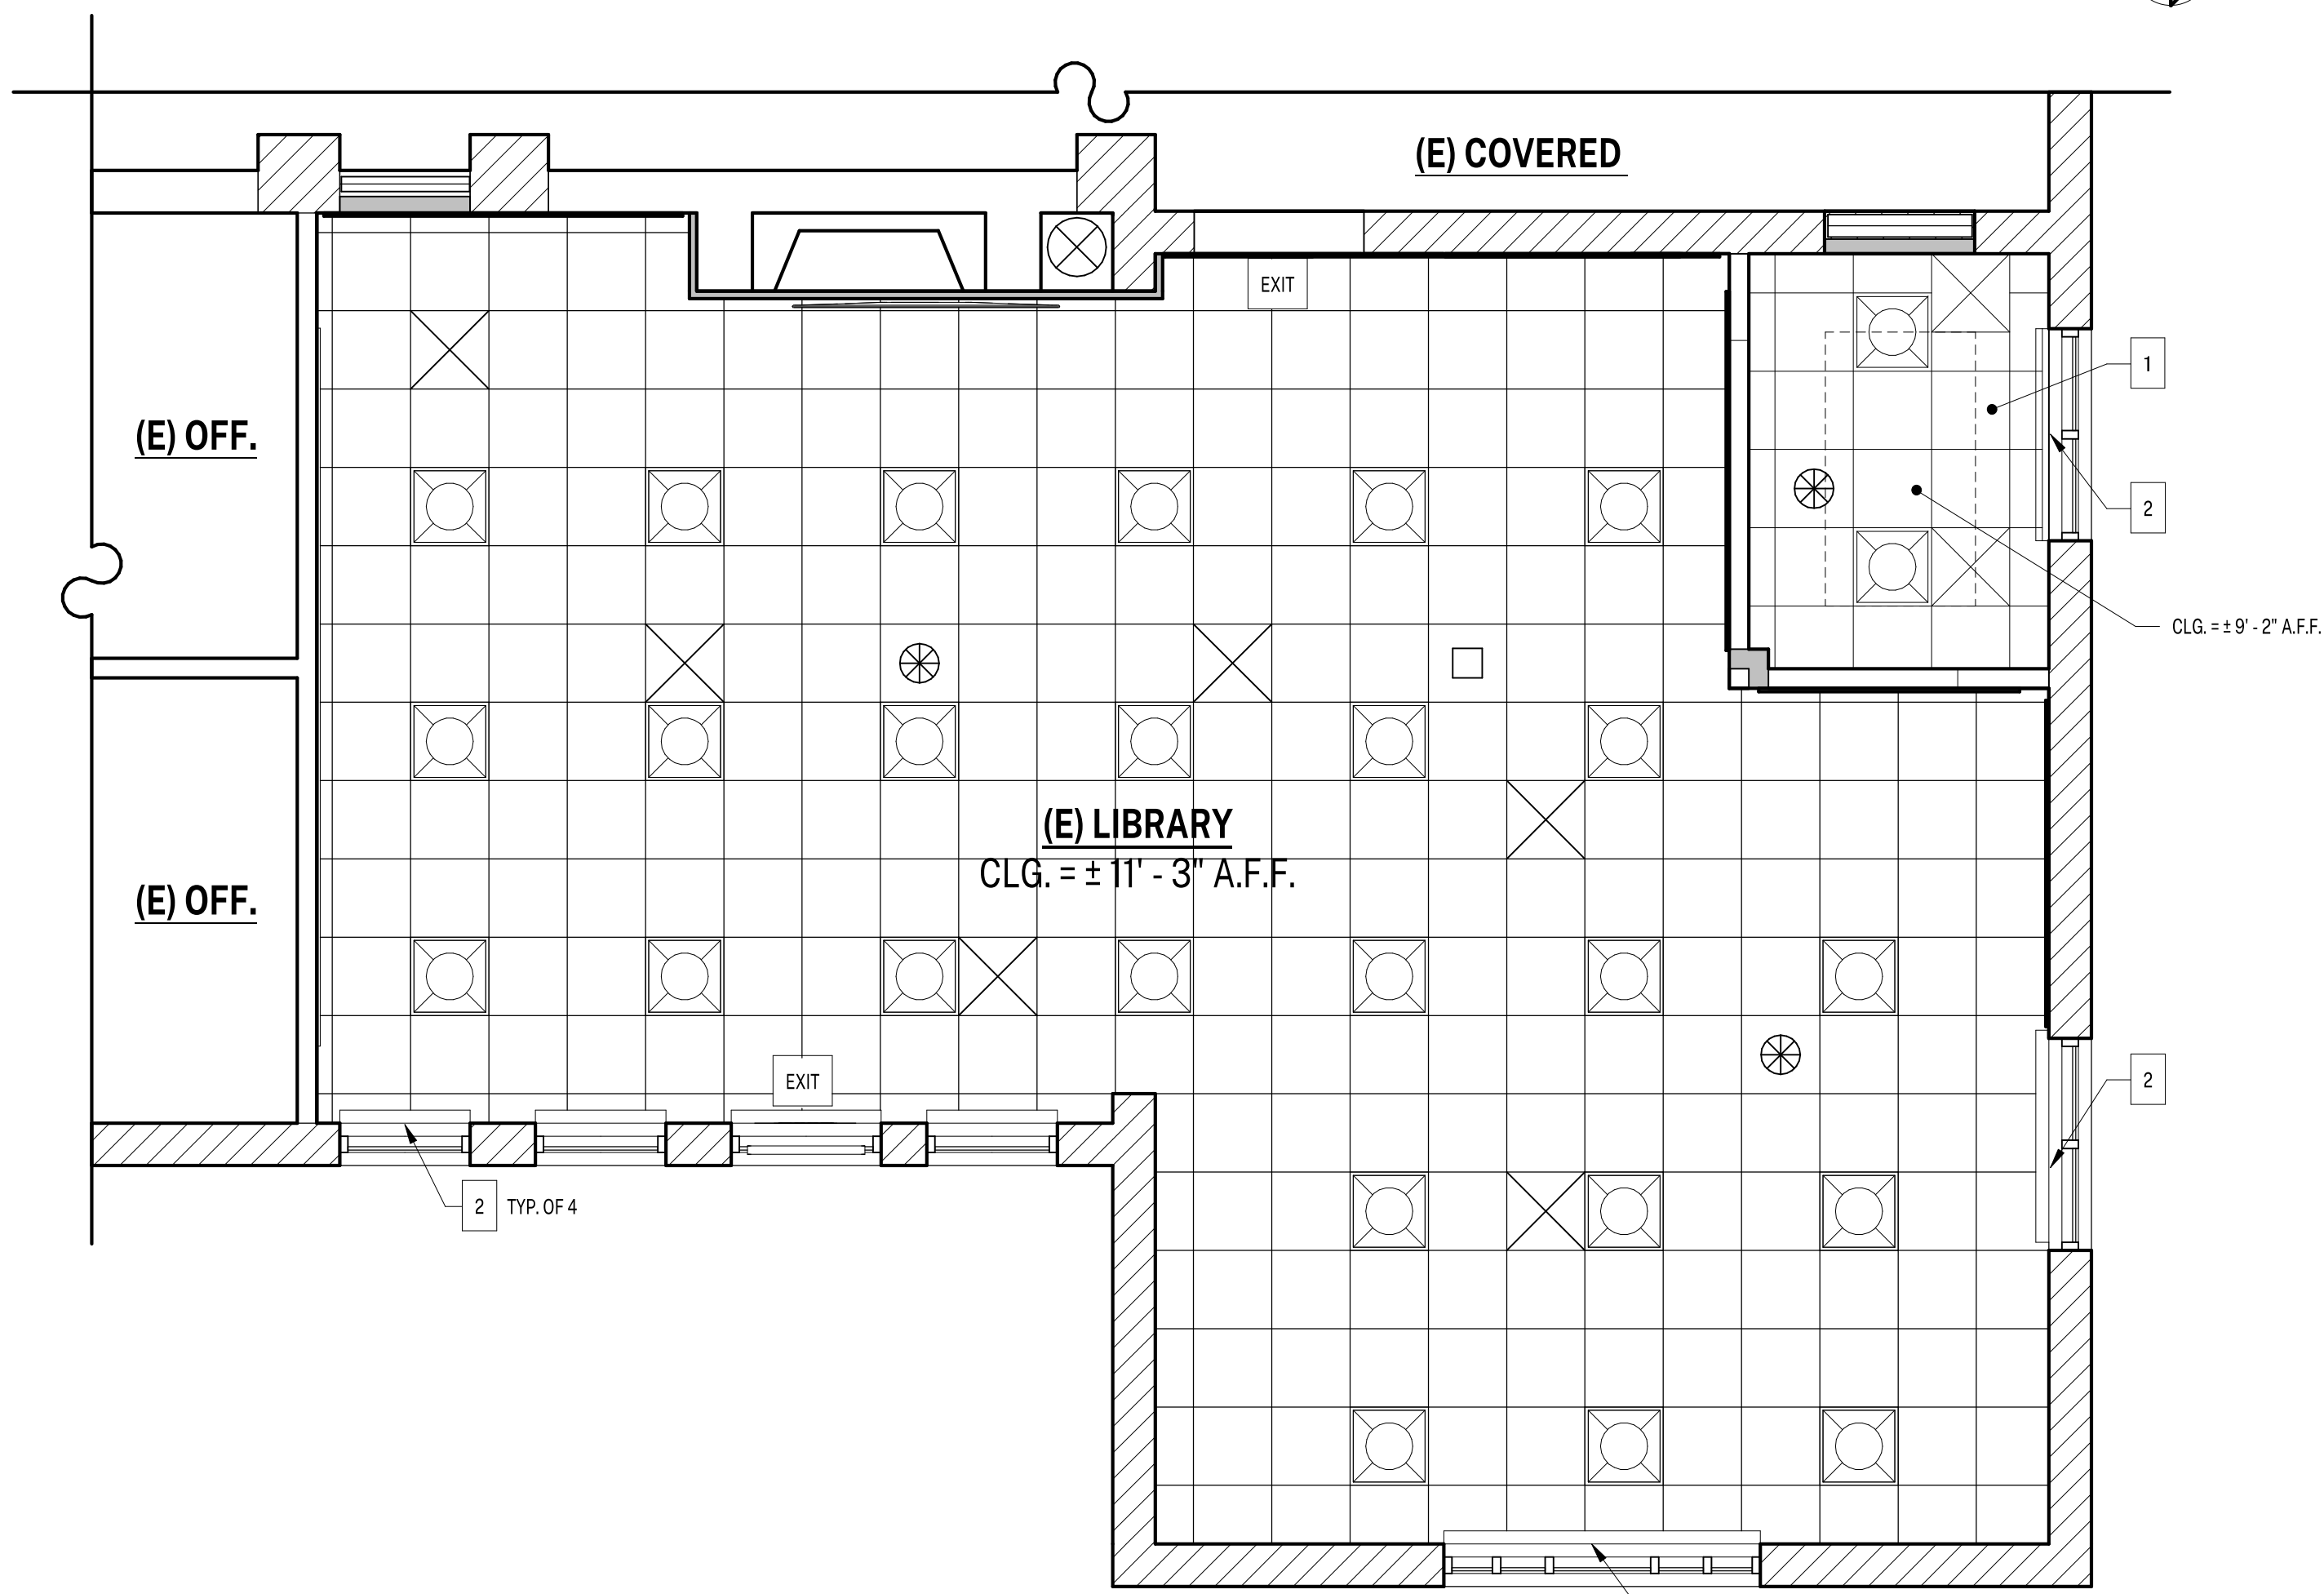 (E) COVERED
EXIT
1
(E) OFF.
2
CLG. = ± 9' - 2" A.F.F.
(E) LIBRARY
CLG. = ± 11' - 3" A.F.F.
(E) OFF.
EXIT
2
2 TYP. OF 4